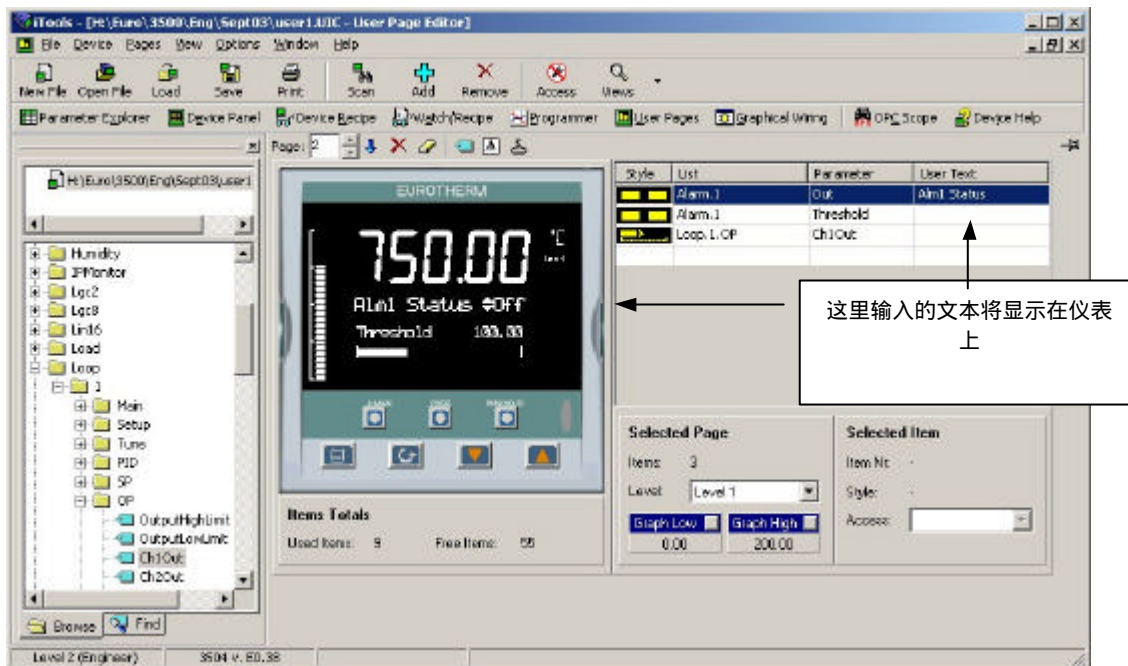 iTools - [H:\Euro\3500\Eng\Sept03\user1.UIC - User Page Editor]
File Device Pages View Options Window Help
New File Open File Load Save Print Scan Add Remove Access Views
Parameter Explorer Device Panel Device Recipe Watch/Recipe Programmer User Pages Graphical Wiring OPC Scope Device Help
Page: 2
H:\Euro\3500\Eng\Sept03\user1
Humidity
IPMonitor
Lgc2
Lgc8
Lin16
Load
Loop
1
Main
Setup
Tune
PID
SP
OP
OutputHighLimit
OutputLowLimit
Ch1Out
Ch2Out
Browse Find
EUROTHERM
750.00 °C
Alm1 Status Off
Threshold 100.00
Items Totals
Used Items: 9 Free Items: 55
Style List Parameter User Text
Alarm.1 Out Alm1 Status
Alarm.1 Threshold
Loop.1.OP Ch1Out
这里输入的文本将显示在仪表
上
Selected Page
Items: 3
Level: Level 1
Graph Low Graph High
0.00 200.00
Selected Item
Item Nr: -
Style: -
Access:
Level 2 (Engineer) 3504 v. E0.38